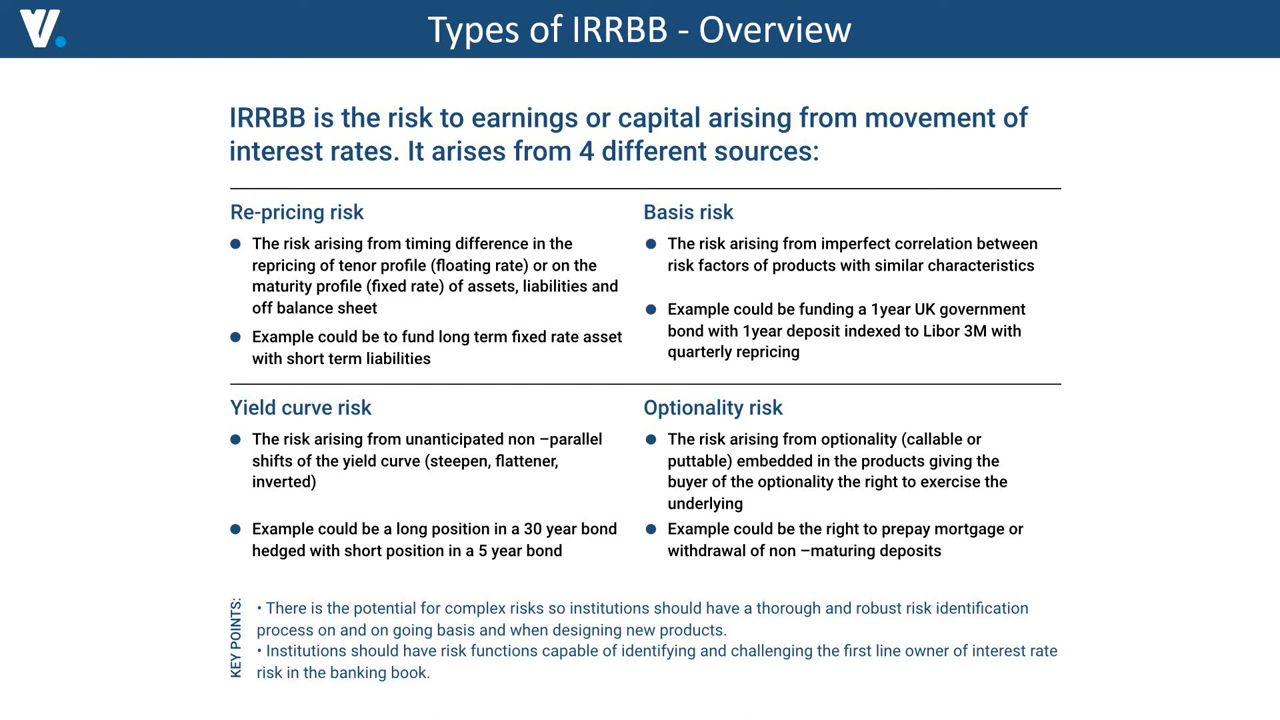 V.
Types of IRRBB - Overview
IRRBB is the risk to earnings or capital arising from movement of
interest rates. It arises from 4 different sources:
Re-pricing risk
● The risk arising from timing difference in the
repricing of tenor profile (floating rate) or on the
maturity profile (fixed rate) of assets, liabilities and
off balance sheet
● Example could be to fund long term fixed rate asset
with short term liabilities
Basis risk
● The risk arising from imperfect correlation between
risk factors of products with similar characteristics
● Example could be funding a 1year UK government
bond with 1year deposit indexed to Libor 3M with
quarterly repricing
Yield curve risk
● The risk arising from unanticipated non –parallel
shifts of the yield curve (steepen, flattener,
inverted)
● Example could be a long position in a 30 year bond
hedged with short position in a 5 year bond
Optionality risk
● The risk arising from optionality (callable or
puttable) embedded in the products giving the
buyer of the optionality the right to exercise the
underlying
● Example could be the right to prepay mortgage or
withdrawal of non –maturing deposits
KEY POINTS:
• There is the potential for complex risks so institutions should have a thorough and robust risk identification
process on and on going basis and when designing new products.
• Institutions should have risk functions capable of identifying and challenging the first line owner of interest rate
risk in the banking book.